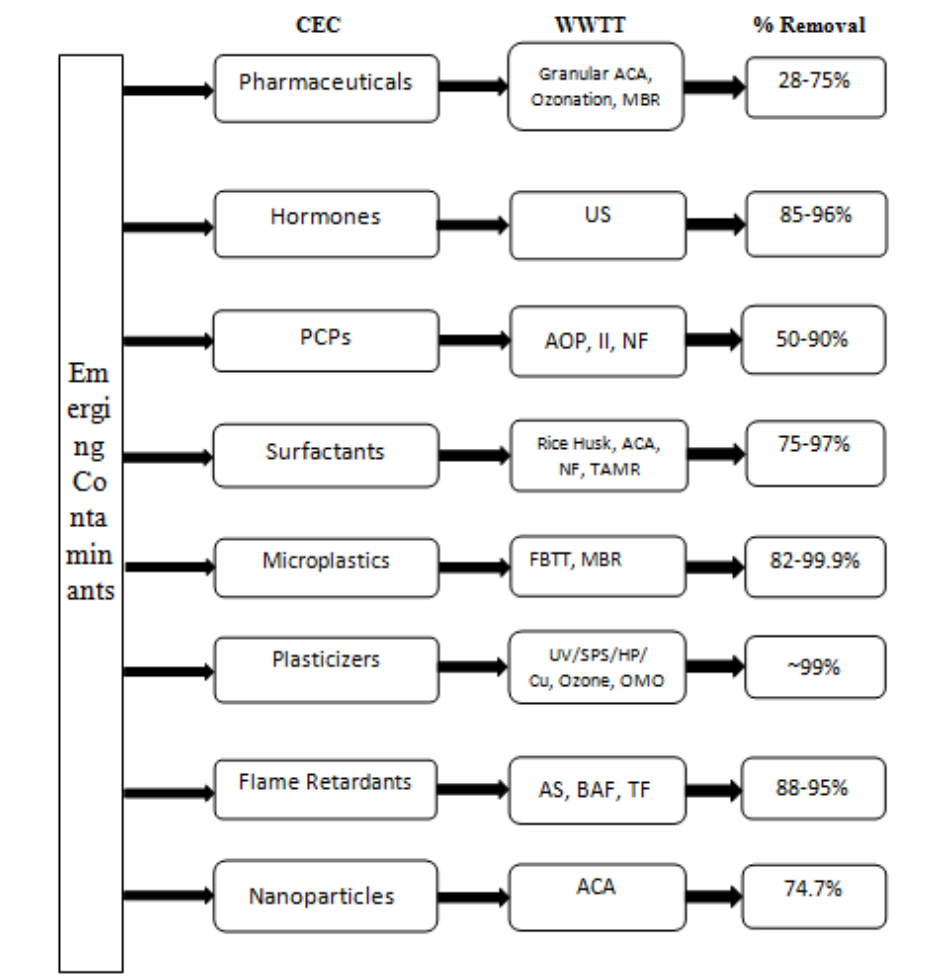 CEC WWTT % Removal
Em
ergi
ng
Co
nta
min
ants
Pharmaceuticals
Granular ACA,
Ozonation, MBR
28-75%
Hormones
US
85-96%
PCPs
AOP, II, NF
50-90%
Surfactants
Rice Husk, ACA,
NF, TAMR
75-97%
Microplastics
FBTT, MBR
82-99.9%
Plasticizers
UV/SPS/HP/
Cu, Ozone, OMO
~99%
Flame Retardants
AS, BAF, TF
88-95%
Nanoparticles
ACA
74.7%